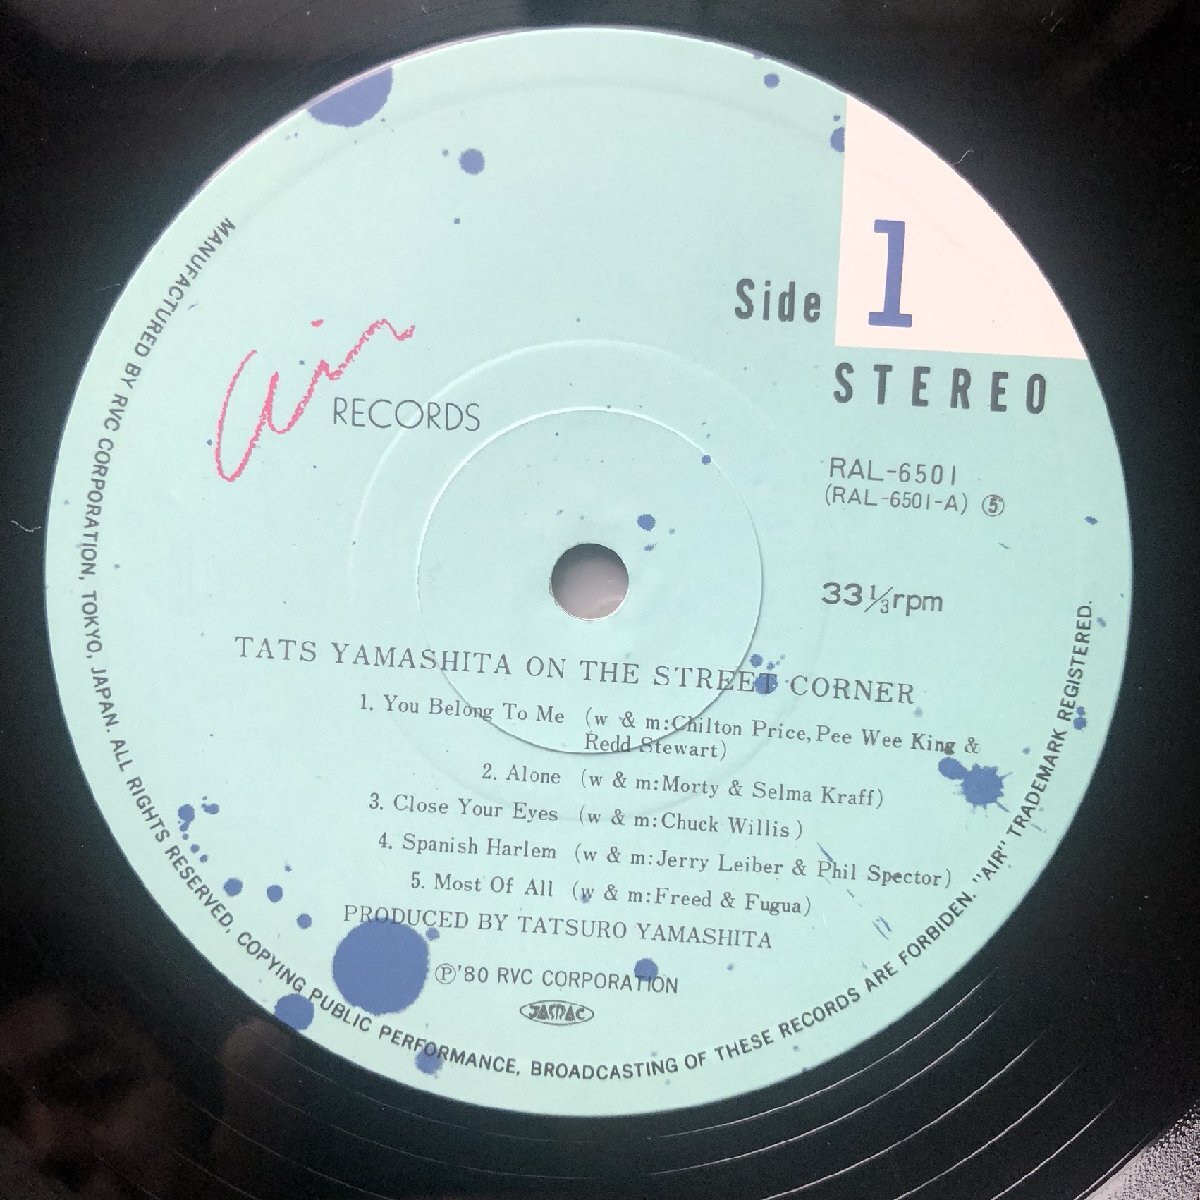 Air
RECORDS
Side 1
STEREO
RAL-6501
(RAL-6501-A) ⑤
33⅓rpm
TATS YAMASHITA ON THE STREET CORNER
1. You Belong To Me (w & m:Chilton Price, Pee Wee King &
Redd Stewart)
2. Alone (w & m:Morty & Selma Kraff)
3. Close Your Eyes (w & m:Chuck Willis)
4. Spanish Harlem (w & m:Jerry Leiber & Phil Spector)
5. Most Of All (w & m:Freed & Fugua)
PRODUCED BY TATSURO YAMASHITA
Ⓟ'80 RVC CORPORATION
JASRAC
MANUFACTURED BY RVC CORPORATION, TOKYO, JAPAN. ALL RIGHTS RESERVED, COPYING PUBLIC PERFORMANCE, BROADCASTING OF THESE RECORDS ARE FORBIDEN. "AIR" TRADEMARK REGISTERED.